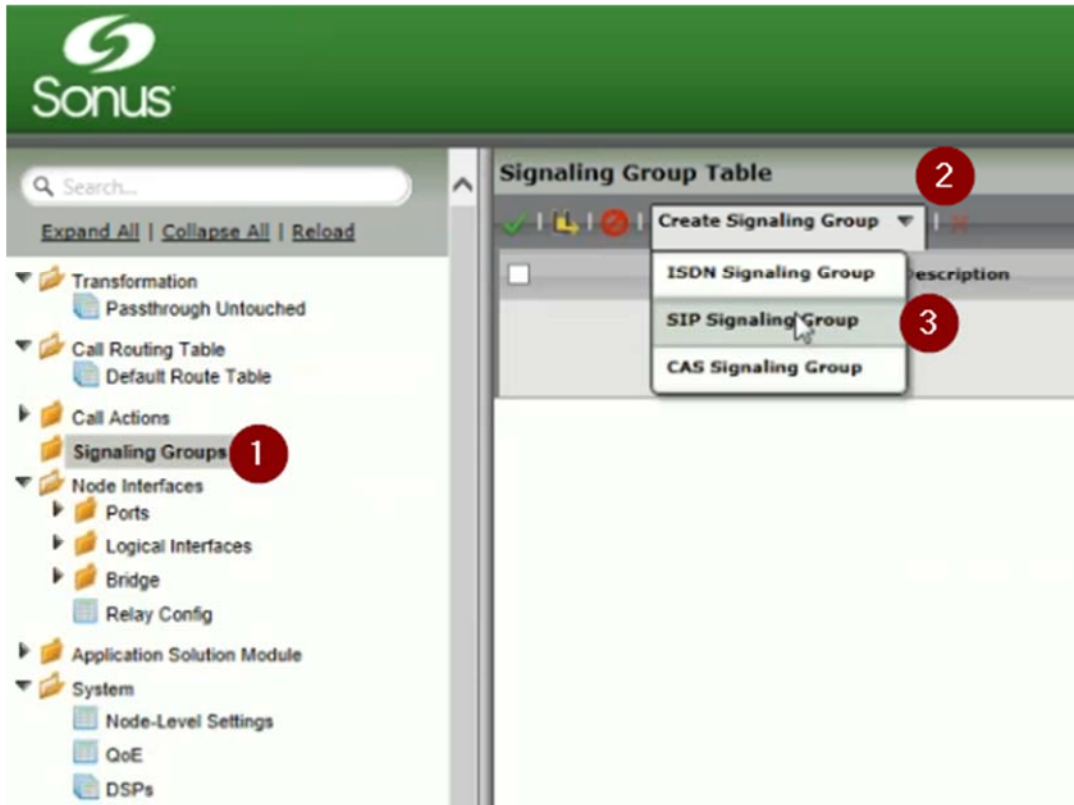 Sonus
Search...
Expand All | Collapse All | Reload
Transformation
Passthrough Untouched
Call Routing Table
Default Route Table
Call Actions
Signaling Groups 1
Node Interfaces
Ports
Logical Interfaces
Bridge
Relay Config
Application Solution Module
System
Node-Level Settings
QoE
DSPs
Signaling Group Table
2
Create Signaling Group
Description
ISDN Signaling Group
SIP Signaling Group 3
CAS Signaling Group